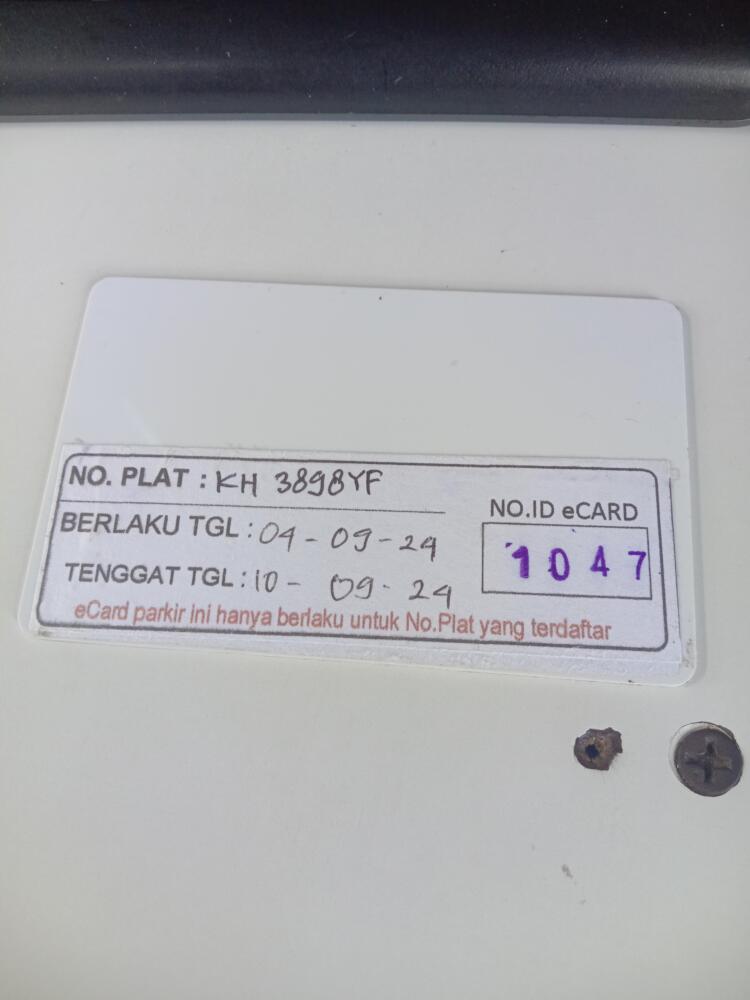 NO. PLAT : KH 3898YF
BERLAKU TGL : 04 - 09 - 24
TENGGAT TGL : 10 - 09 - 24
NO.ID eCARD
1047
eCard parkir ini hanya berlaku untuk No.Plat yang terdaftar